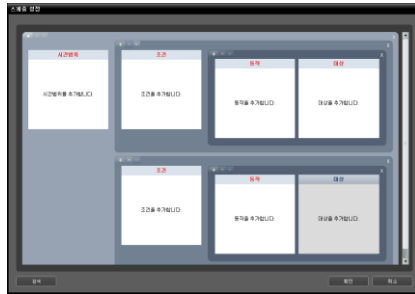 스케줄 설정
시간범위
시간범위를 추가합니다.
조건
조건을 추가합니다.
동작
동작을 추가합니다.
대상
대상을 추가합니다.
조건
조건을 추가합니다.
동작
동작을 추가합니다.
대상
대상을 추가합니다.
확인
취소